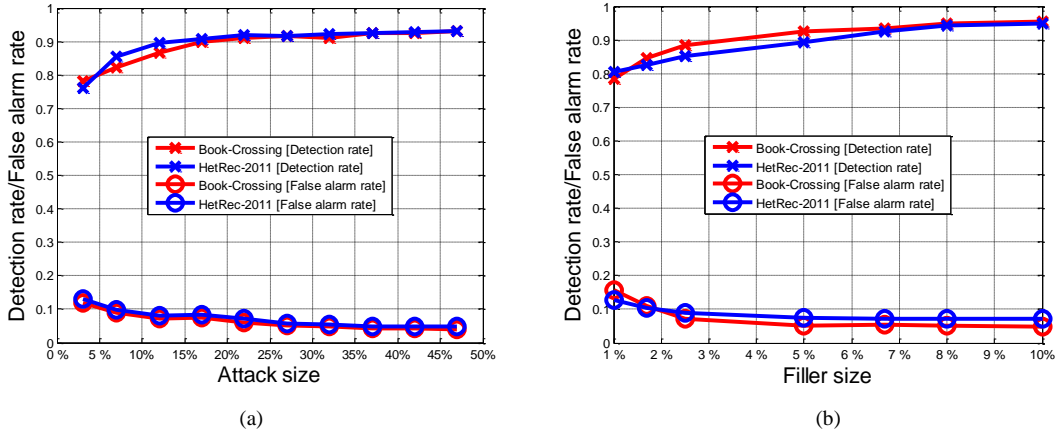 Detection rate/False alarm rate
1
0.9
0.8
0.7
0.6
0.5
0.4
0.3
0.2
0.1
0
Book-Crossing [Detection rate]
HetRec-2011 [Detection rate]
Book-Crossing [False alarm rate]
HetRec-2011 [False alarm rate]
0 % 5 % 10% 15% 20% 25% 30% 35% 40% 45% 50%
Attack size
(a)
Detection rate/False alarm rate
1
0.9
0.8
0.7
0.6
0.5
0.4
0.3
0.2
0.1
0
Book-Crossing [Detection rate]
HetRec-2011 [Detection rate]
Book-Crossing [False alarm rate]
HetRec-2011 [False alarm rate]
1 % 2 % 3 % 4 % 5 % 6 % 7 % 8 % 9 % 10%
Filler size
(b)